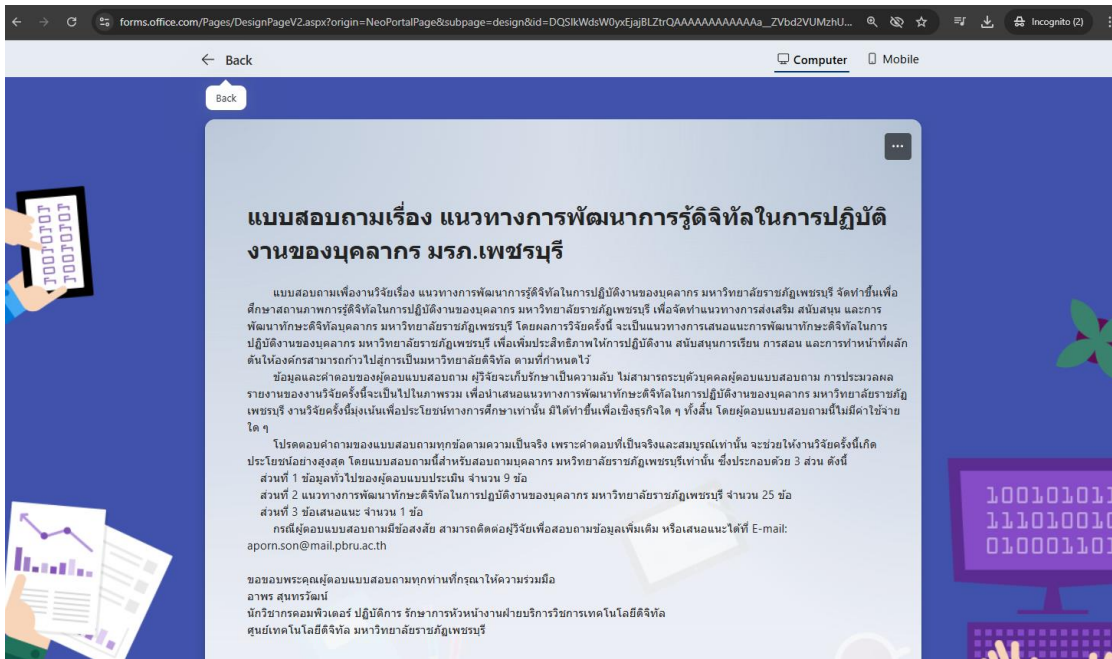 forms.office.com/Pages/DesignPageV2.aspx?origin=NeoPortalPage&subpage=design&id=DQSIkWdsW0yxEjajBLZtrQAAAAAAAAAAAAa__ZVbd2VUMzhU...
Incognito (2)
Back
Computer
Mobile
Back
...
แบบสอบถามเรื่อง แนวทางการพัฒนาการรู้ดิจิทัลในการปฏิบัติ
งานของบุคลากร มรภ.เพชรบุรี
แบบสอบถามเพื่องานวิจัยเรื่อง แนวทางการพัฒนาการรู้ดิจิทัลในการปฏิบัติงานของบุคลากร มหาวิทยาลัยราชภัฏเพชรบุรี จัดทำขึ้นเพื่อ
ศึกษาสถานภาพการรู้ดิจิทัลในการปฏิบัติงานของบุคลากร มหาวิทยาลัยราชภัฏเพชรบุรี เพื่อจัดทำแนวทางการส่งเสริม สนับสนุน และการ
พัฒนาทักษะดิจิทัลบุคลากร มหาวิทยาลัยราชภัฏเพชรบุรี โดยผลการวิจัยครั้งนี้ จะเป็นแนวทางการเสนอแนะการพัฒนาทักษะดิจิทัลในการ
ปฏิบัติงานของบุคลากร มหาวิทยาลัยราชภัฏเพชรบุรี เพื่อเพิ่มประสิทธิภาพให้การปฏิบัติงาน สนับสนุนการเรียน การสอน และการทำหน้าที่ผลัก
ดันให้องค์กรสามารถก้าวไปสู่การเป็นมหาวิทยาลัยดิจิทัล ตามที่กำหนดไว้
ข้อมูลและคำตอบของผู้ตอบแบบสอบถาม ผู้วิจัยจะเก็บรักษาเป็นความลับ ไม่สามารถระบุตัวบุคคลผู้ตอบแบบสอบถาม การประมวลผล
รายงานของงานวิจัยครั้งนี้จะเป็นไปในภาพรวม เพื่อนำเสนอแนวทางการพัฒนาทักษะดิจิทัลในการปฏิบัติงานของบุคลากร มหาวิทยาลัยราชภัฏ
เพชรบุรี งานวิจัยครั้งนี้มุ่งเน้นเพื่อประโยชน์ทางการศึกษาเท่านั้น มิได้ทำขึ้นเพื่อเชิงธุรกิจใด ๆ ทั้งสิ้น โดยผู้ตอบแบบสอบถามนี้ไม่มีค่าใช้จ่าย
ใด ๆ
โปรดตอบคำถามของแบบสอบถามทุกข้อตามความเป็นจริง เพราะคำตอบที่เป็นจริงและสมบูรณ์เท่านั้น จะช่วยให้งานวิจัยครั้งนี้เกิด
ประโยชน์อย่างสูงสุด โดยแบบสอบถามนี้สำหรับสอบถามบุคลากร มหวิทยาลัยราชภัฏเพชรบุรีเท่านั้น ซึ่งประกอบด้วย 3 ส่วน ดังนี้
ส่วนที่ 1 ข้อมูลทั่วไปของผู้ตอบแบบประเมิน จำนวน 9 ข้อ
ส่วนที่ 2 แนวทางการพัฒนาทักษะดิจิทัลในการปฏิบัติงานของบุคลากร มหาวิทยาลัยราชภัฏเพชรบุรี จำนวน 25 ข้อ
ส่วนที่ 3 ข้อเสนอแนะ จำนวน 1 ข้อ
กรณีผู้ตอบแบบสอบถามมีข้อสงสัย สามารถติดต่อผู้วิจัยเพื่อสอบถามข้อมูลเพิ่มเติม หรือเสนอแนะได้ที่ E-mail:
aporn.son@mail.pbru.ac.th
ขอขอบพระคุณผู้ตอบแบบสอบถามทุกท่านที่กรุณาให้ความร่วมมือ
อาพร สุนทรวัฒน์
นักวิชากรคอมพิวเตอร์ ปฏิบัติการ รักษาการหัวหน้างานฝ่ายบริการวิชการเทคโนโลยีดิจิทัล
ศูนย์เทคโนโลยีดิจิทัล มหาวิทยาลัยราชภัฏเพชรบุรี